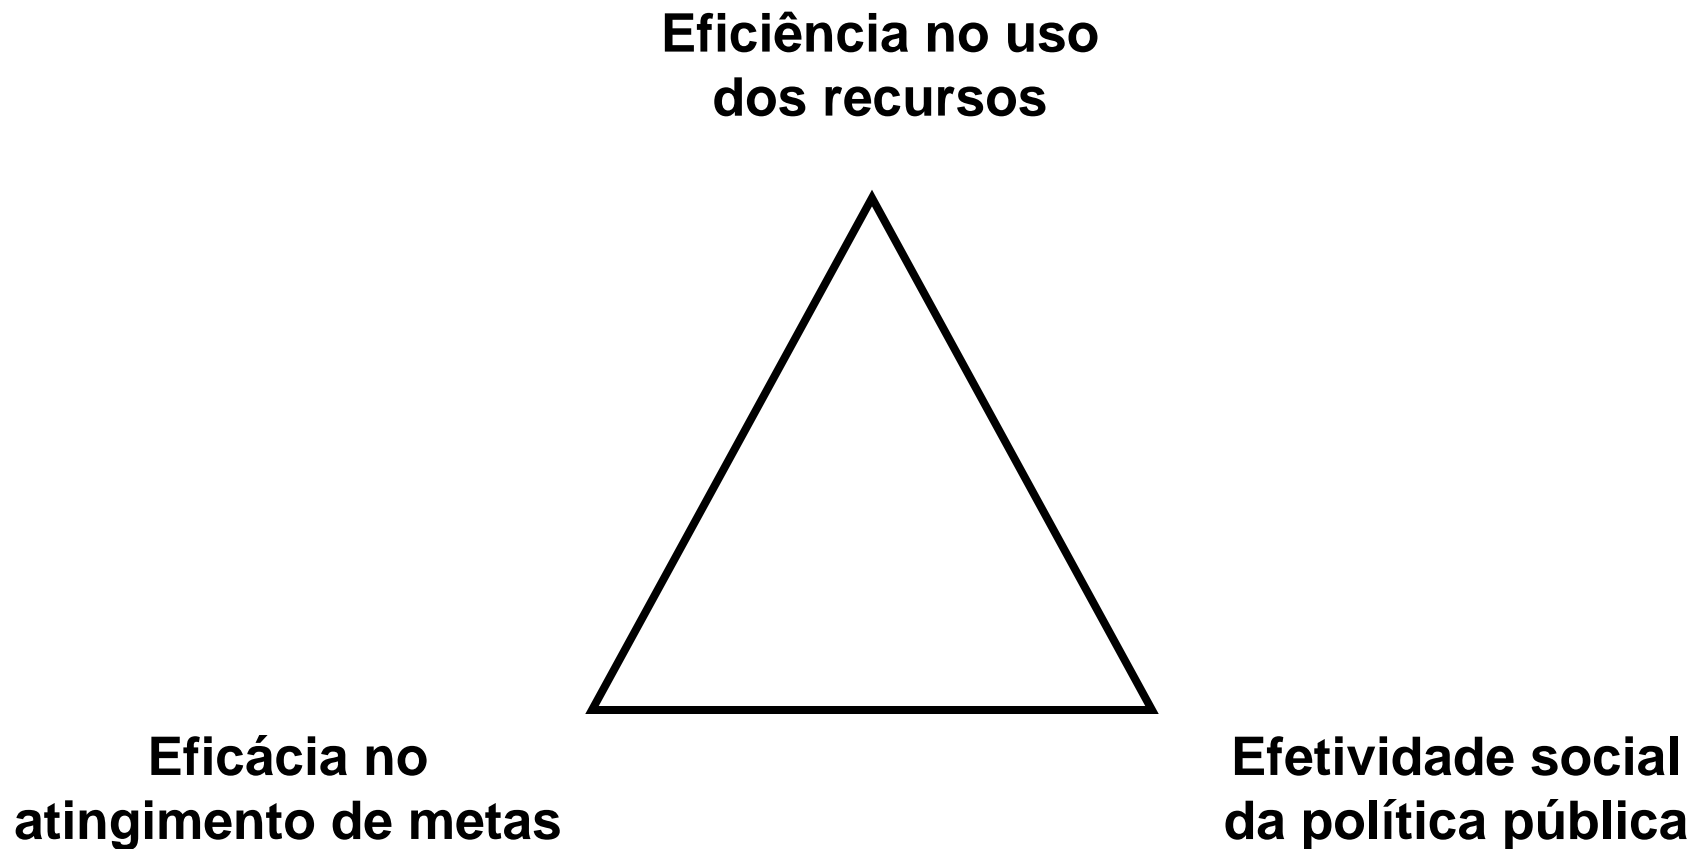 Eficiência no uso
dos recursos
Eficácia no
atingimento de metas
Efetividade social
da política pública